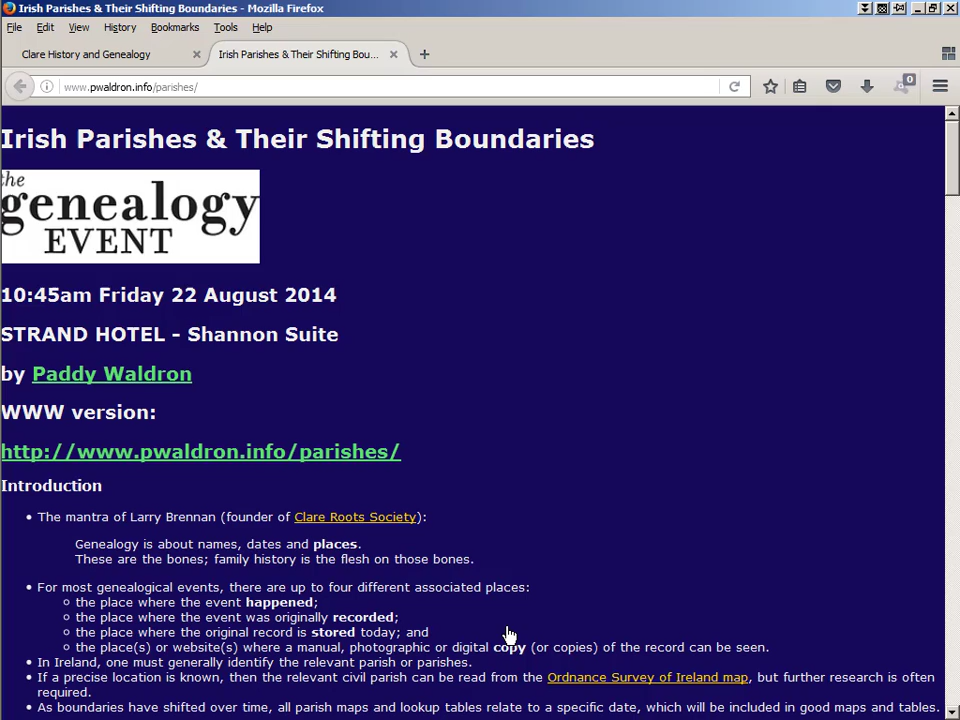 Irish Parishes & Their Shifting Boundaries - Mozilla Firefox
File Edit View History Bookmarks Tools Help
Clare History and Genealogy
Irish Parishes & Their Shifting Bou...
www.pwaldron.info/parishes/
0
Irish Parishes & Their Shifting Boundaries
the
genealogy
EVENT
10:45am Friday 22 August 2014
STRAND HOTEL - Shannon Suite
by Paddy Waldron
WWW version:
http://www.pwaldron.info/parishes/
Introduction
• The mantra of Larry Brennan (founder of Clare Roots Society):
Genealogy is about names, dates and places.
These are the bones; family history is the flesh on those bones.
• For most genealogical events, there are up to four different associated places:
○ the place where the event happened;
○ the place where the event was originally recorded;
○ the place where the original record is stored today; and
○ the place(s) or website(s) where a manual, photographic or digital copy (or copies) of the record can be seen.
• In Ireland, one must generally identify the relevant parish or parishes.
• If a precise location is known, then the relevant civil parish can be read from the Ordnance Survey of Ireland map, but further research is often
required.
• As boundaries have shifted over time, all parish maps and lookup tables relate to a specific date, which will be included in good maps and tables.